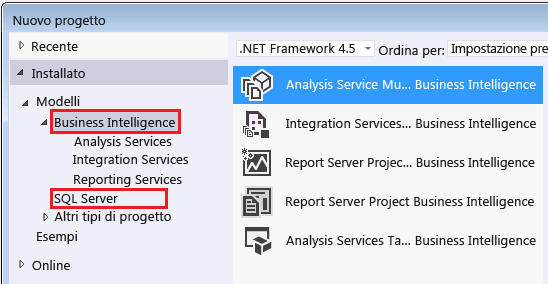 Nuovo progetto
Recente
Installato
Modelli
Business Intelligence
Analysis Services
Integration Services
Reporting Services
SQL Server
Altri tipi di progetto
Esempi
Online
.NET Framework 4.5 Ordina per: Impostazione pre
Analysis Service Mu... Business Intelligence
Integration Services... Business Intelligence
Report Server Projec... Business Intelligence
Report Server Project Business Intelligence
Analysis Services Ta... Business Intelligence